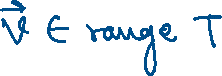 v⃗ ∈ range T